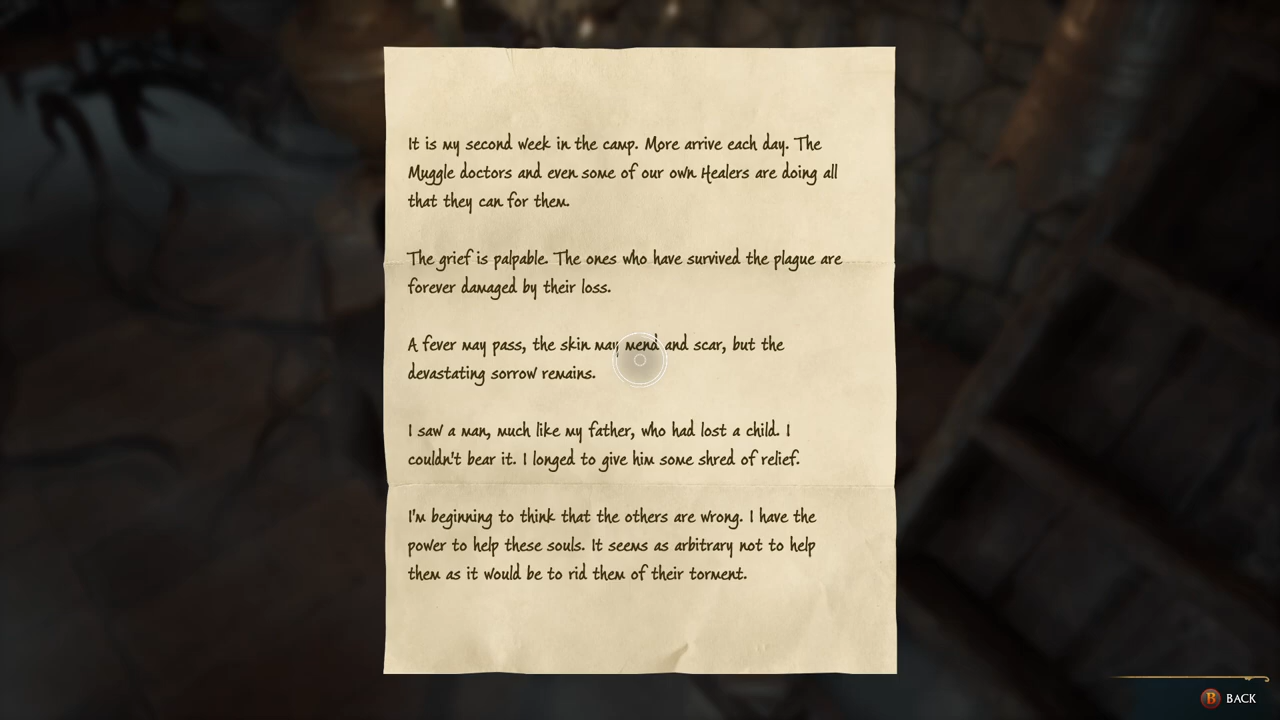 It is my second week in the camp. More arrive each day. The
Muggle doctors and even some of our own Healers are doing all
that they can for them.
The grief is palpable. The ones who have survived the plague are
forever damaged by their loss.
A fever may pass, the skin may mend and scar, but the
devastating sorrow remains.
I saw a man, much like my father, who had lost a child. I
couldn't bear it. I longed to give him some shred of relief.
I'm beginning to think that the others are wrong. I have the
power to help these souls. It seems as arbitrary not to help
them as it would be to rid them of their torment.
B BACK